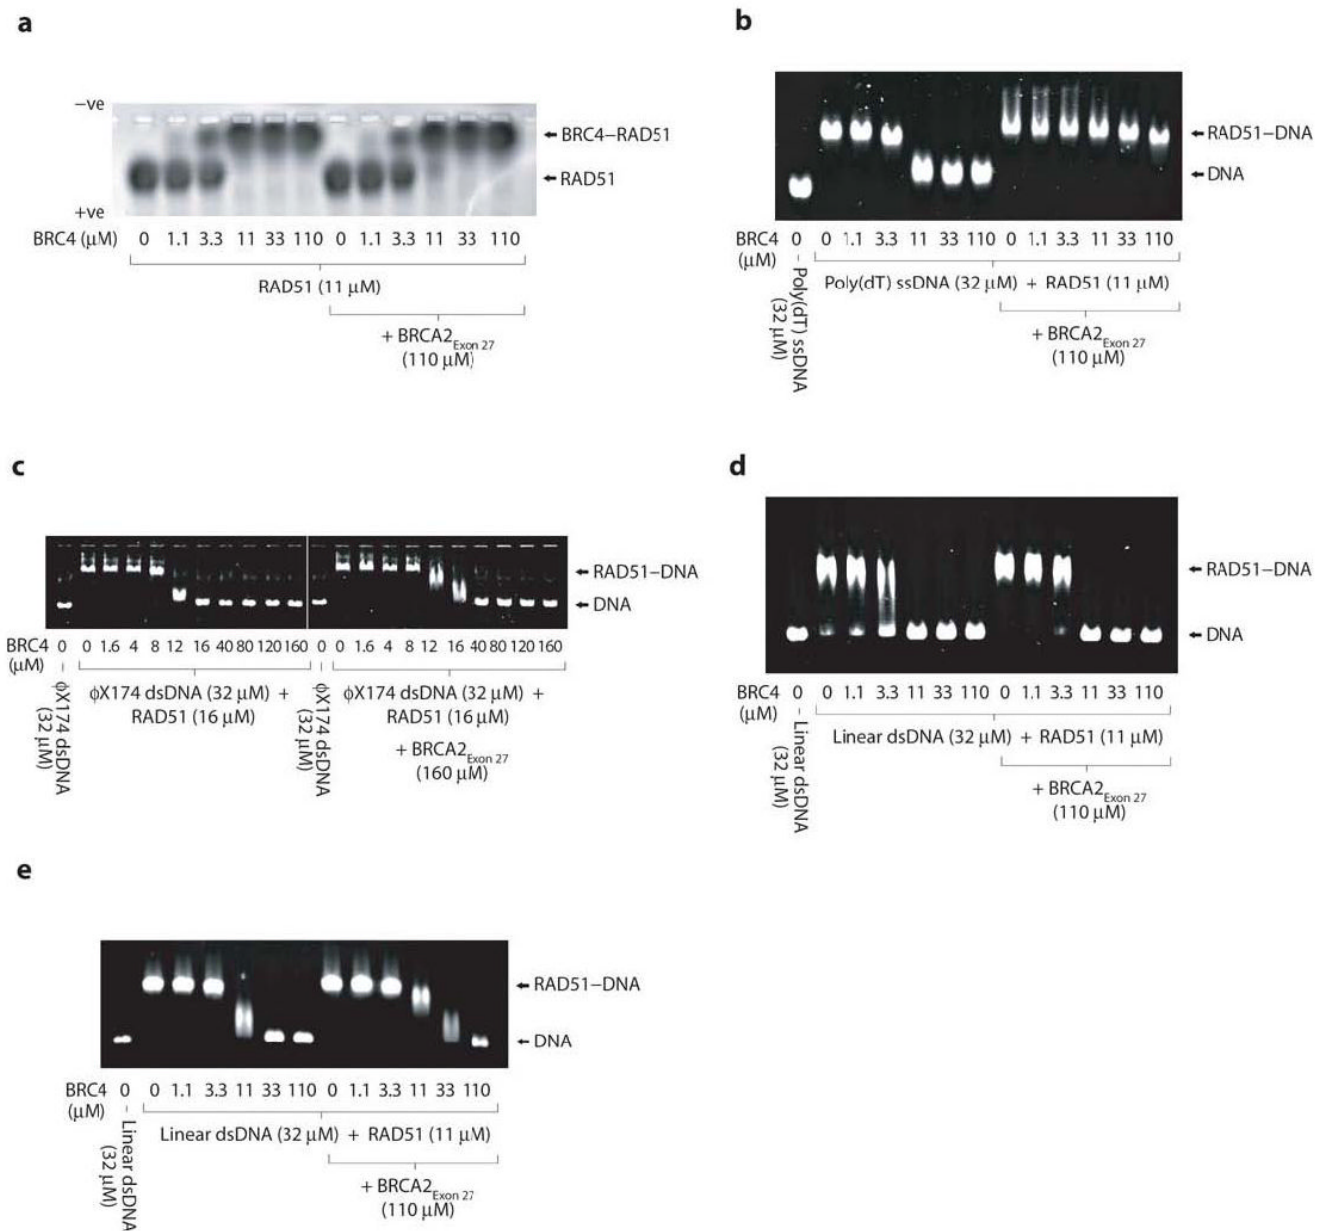 a
−ve
BRC4−RAD51
RAD51
+ve
BRC4 (μM) 0 1.1 3.3 11 33 110 0 1.1 3.3 11 33 110
RAD51 (11 μM)
+ BRCA2Exon 27
(110 μM)
b
RAD51−DNA
DNA
BRC4 0 0 1.1 3.3 11 33 110 0 1.1 3.3 11 33 110
(μM)
− Poly(dT) ssDNA
(32 μM)
Poly(dT) ssDNA (32 μM) + RAD51 (11 μM)
+ BRCA2Exon 27
(110 μM)
c
RAD51−DNA
DNA
BRC4 0 0 1.6 4 8 12 16 40 80 120 160 0 0 1.6 4 8 12 16 40 80 120 160
(μM)
− ϕX174 dsDNA
(32 μM)
ϕX174 dsDNA (32 μM) +
RAD51 (16 μM)
− ϕX174 dsDNA
(32 μM)
ϕX174 dsDNA (32 μM) +
RAD51 (16 μM)
+ BRCA2Exon 27
(160 μM)
d
RAD51−DNA
DNA
BRC4 0 0 1.1 3.3 11 33 110 0 1.1 3.3 11 33 110
(μM)
− Linear dsDNA
(32 μM)
Linear dsDNA (32 μM) + RAD51 (11 μM)
+ BRCA2Exon 27
(110 μM)
e
RAD51−DNA
DNA
BRC4 0 0 1.1 3.3 11 33 110 0 1.1 3.3 11 33 110
(μM)
− Linear dsDNA
(32 μM)
Linear dsDNA (32 μM) + RAD51 (11 μM)
+ BRCA2Exon 27
(110 μM)